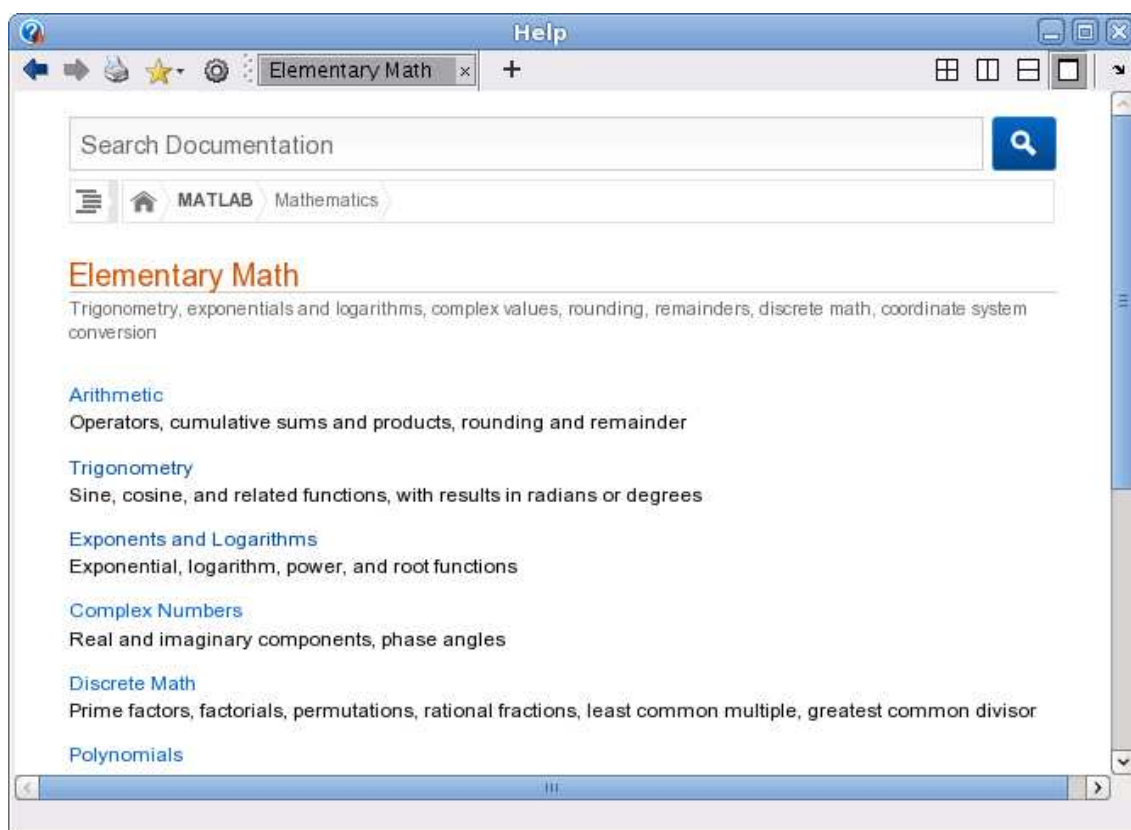 Help
Elementary Math
Search Documentation
MATLAB Mathematics
Elementary Math
Trigonometry, exponentials and logarithms, complex values, rounding, remainders, discrete math, coordinate system
conversion
Arithmetic
Operators, cumulative sums and products, rounding and remainder
Trigonometry
Sine, cosine, and related functions, with results in radians or degrees
Exponents and Logarithms
Exponential, logarithm, power, and root functions
Complex Numbers
Real and imaginary components, phase angles
Discrete Math
Prime factors, factorials, permutations, rational fractions, least common multiple, greatest common divisor
Polynomials